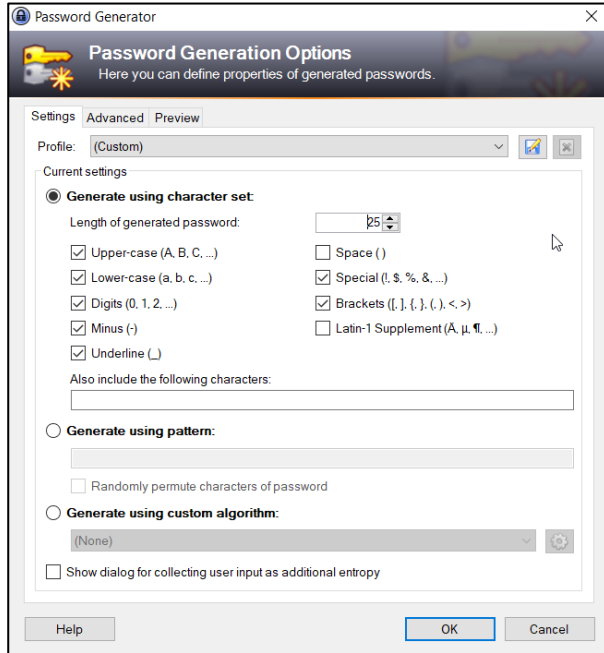 Password Generator
Password Generation Options
Here you can define properties of generated passwords.
Settings Advanced Preview
Profile: (Custom)
Current settings
Generate using character set:
Length of generated password: 25
Upper-case (A, B, C, ...) Space ( )
Lower-case (a, b, c, ...) Special (!, $, %, &, ...)
Digits (0, 1, 2, ...) Brackets ([, ], {, }, (, ), <, >)
Minus (-) Latin-1 Supplement (Ä, µ, ¶, ...)
Underline (_)
Also include the following characters:
Generate using pattern:
Randomly permute characters of password
Generate using custom algorithm:
(None)
Show dialog for collecting user input as additional entropy
Help OK Cancel